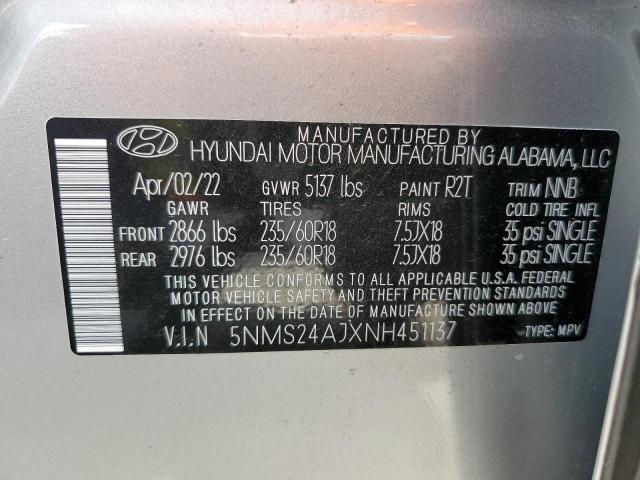 MANUFACTURED BY
HYUNDAI MOTOR MANUFACTURING ALABAMA, LLC
Apr/02/22 GVWR 5137 lbs PAINT R2T TRIM NNB
GAWR TIRES RIMS COLD TIRE INFL
FRONT 2866 lbs 235/60R18 7.5JX18 35 psi SINGLE
REAR 2976 lbs 235/60R18 7.5JX18 35 psi SINGLE
THIS VEHICLE CONFORMS TO ALL APPLICABLE U.S.A. FEDERAL
MOTOR VEHICLE SAFETY AND THEFT PREVENTION STANDARDS
IN EFFECT ON THE DATE OF MANUFACTURE SHOWN ABOVE.
V.I.N 5NMS24AJXNH451137 TYPE: MPV